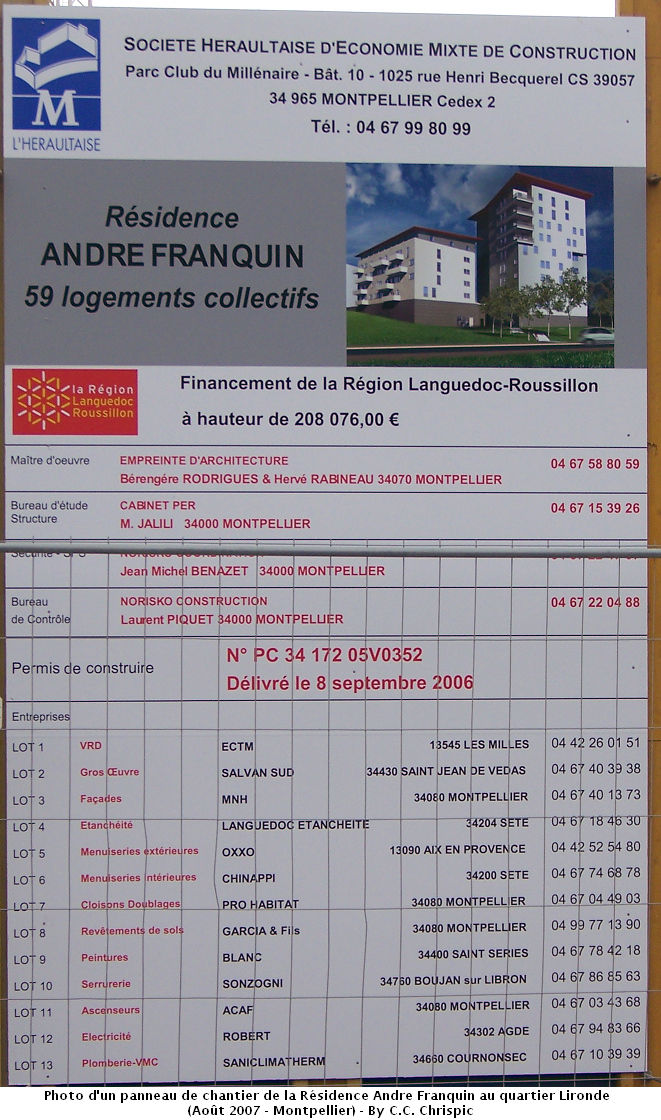 M
L'HERAULTAISE
SOCIETE HERAULTAISE D'ECONOMIE MIXTE DE CONSTRUCTION
Parc Club du Millénaire - Bât. 10 - 1025 rue Henri Becquerel CS 39057
34 965 MONTPELLIER Cedex 2
Tél. : 04 67 99 80 99
Résidence
ANDRE FRANQUIN
59 logements collectifs
la Région
Languedoc
Roussillon
Financement de la Région Languedoc-Roussillon
à hauteur de 208 076,00 €
Maître d'oeuvre EMPREINTE D'ARCHITECTURE 04 67 58 80 59
Bérengére RODRIGUES & Hervé RABINEAU 34070 MONTPELLIER
Bureau d'étude CABINET PER 04 67 15 39 26
Structure M. JALILI 34000 MONTPELLIER
Jean Michel BENAZET 34000 MONTPELLIER
Bureau NORISKO CONSTRUCTION 04 67 22 04 88
de Contrôle Laurent PIQUET 34000 MONTPELLIER
Permis de construire N° PC 34 172 05V0352
Délivré le 8 septembre 2006
Entreprises
LOT 1 VRD ECTM 13545 LES MILLES 04 42 26 01 51
LOT 2 Gros Œuvre SALVAN SUD 34430 SAINT JEAN DE VEDAS 04 67 40 39 38
LOT 3 Façades MNH 34080 MONTPELLIER 04 67 40 13 73
LOT 4 Etanchéité LANGUEDOC ETANCHEITE 34204 SETE 04 67 18 46 30
LOT 5 Menuiseries extérieures OXXO 13090 AIX EN PROVENCE 04 42 52 54 80
LOT 6 Menuiseries intérieures CHINAPPI 34200 SETE 04 67 74 68 78
LOT 7 Cloisons Doublages PRO HABITAT 34080 MONTPELLIER 04 67 04 49 03
LOT 8 Revêtements de sols GARCIA & Fils 34080 MONTPELLIER 04 99 77 13 90
LOT 9 Peintures BLANC 34400 SAINT SERIES 04 67 78 42 18
LOT 10 Serrurerie SONZOGNI 34760 BOUJAN sur LIBRON 04 67 86 85 63
LOT 11 Ascenseurs ACAF 34080 MONTPELLIER 04 67 03 43 68
LOT 12 Electricité ROBERT 34302 AGDE 04 67 94 83 66
LOT 13 Plomberie-VMC SANICLIMATHERM 34660 COURNONSEC 04 67 10 39 39
Photo d'un panneau de chantier de la Résidence Andre Franquin au quartier Lironde
(Août 2007 - Montpellier) - By C.C. Chrispic